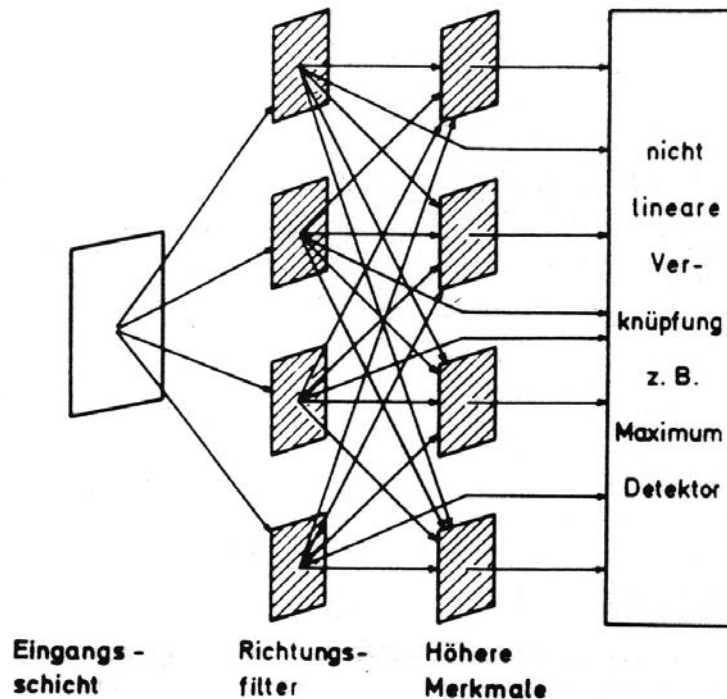 nicht
lineare
Ver-
knüpfung
z. B.
Maximum
Detektor
Eingangs -
schicht
Richtungs-
filter
Höhere
Merkmale